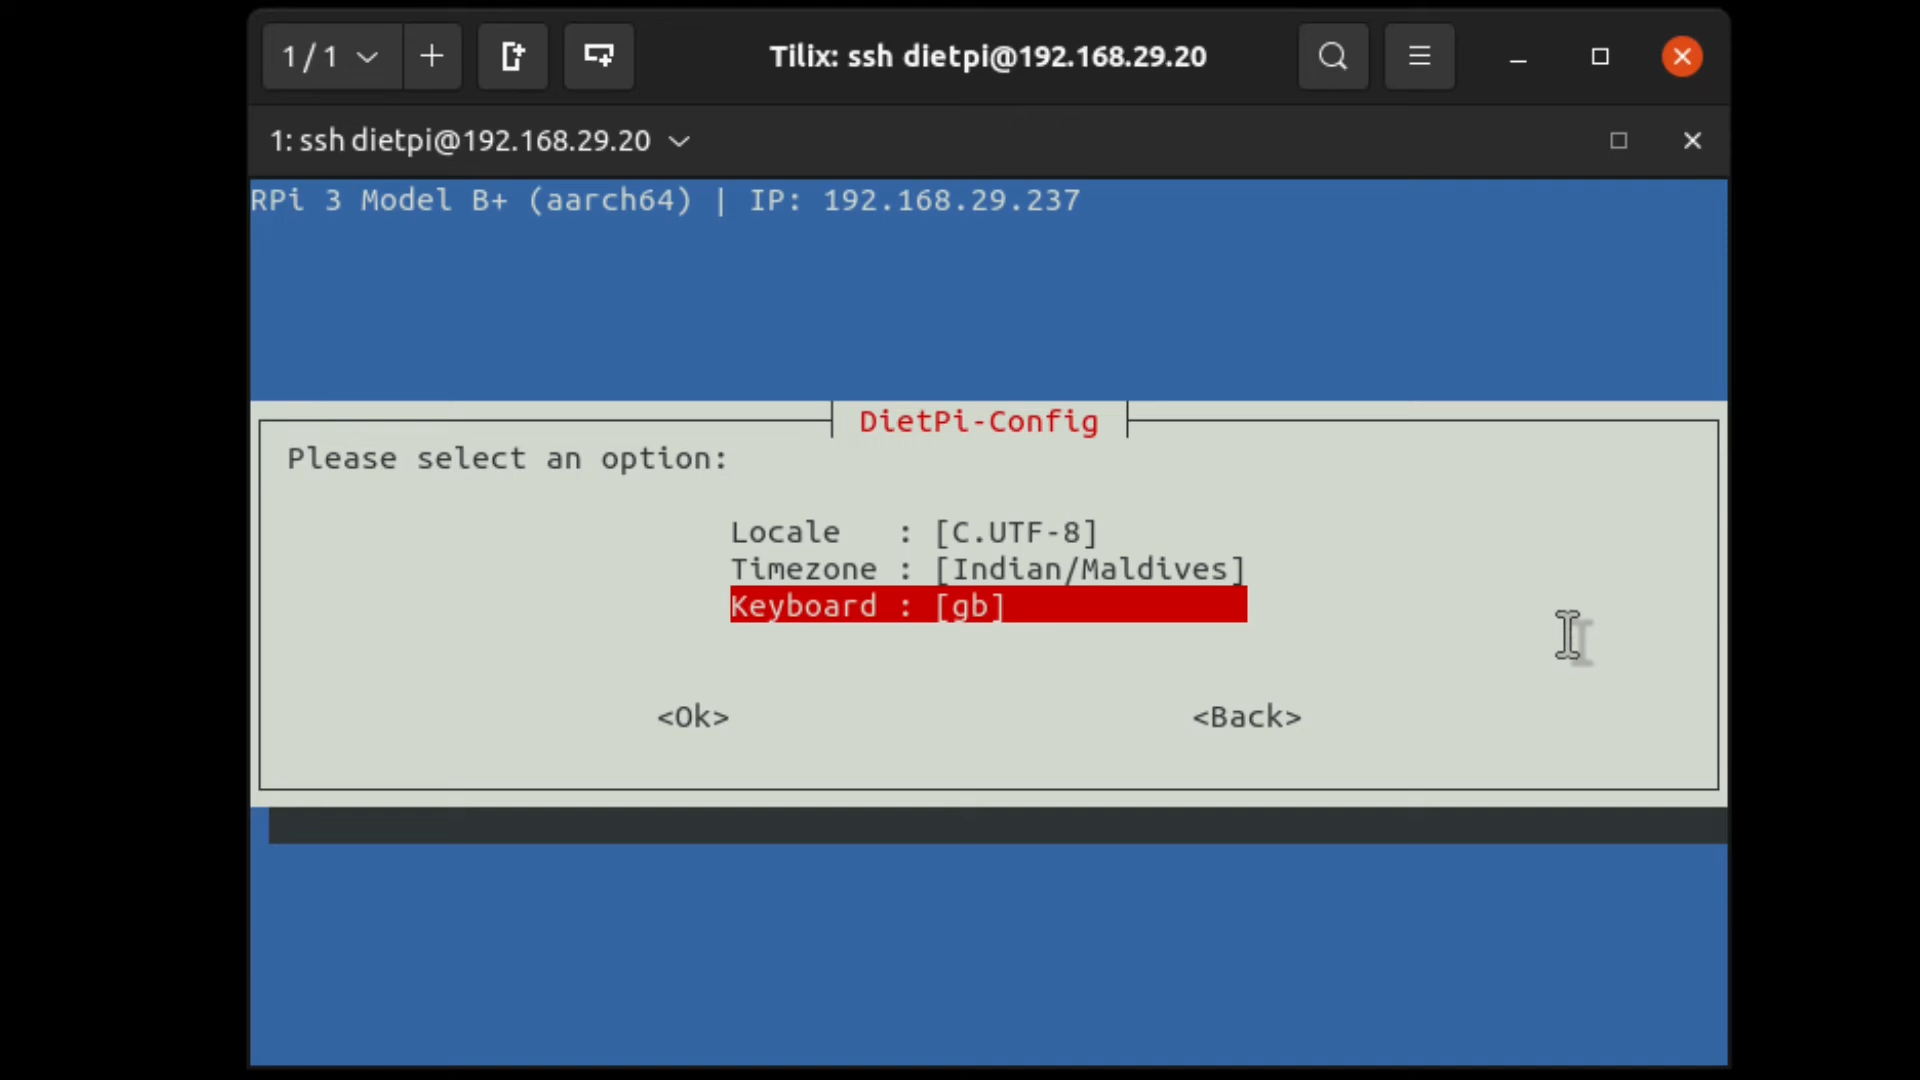 1 / 1
Tilix: ssh dietpi@192.168.29.20
1: ssh dietpi@192.168.29.20
RPi 3 Model B+ (aarch64) | IP: 192.168.29.237
DietPi-Config
Please select an option:
Locale   : [C.UTF-8]
Timezone : [Indian/Maldives]
Keyboard : [gb]
<Ok> <Back>